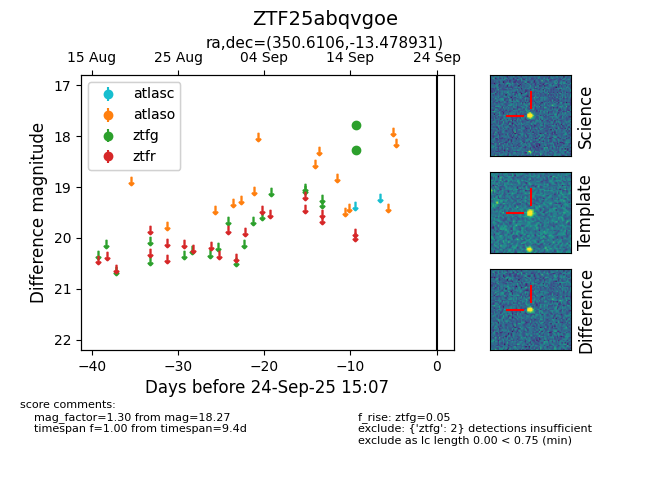 ZTF25abqvgoe
ra,dec=(350.6106,-13.478931)
15 Aug 25 Aug 04 Sep 14 Sep 24 Sep
atlasc
atlaso
ztfg
ztfr
17
18
19
20
21
22
Difference magnitude
−40 −30 −20 −10 0
Days before 24-Sep-25 15:07
Science
Template
Difference
score comments:
mag_factor=1.30 from mag=18.27
timespan f=1.00 from timespan=9.4d
f_rise: ztfg=0.05
exclude: {'ztfg': 2} detections insufficient
exclude as lc length 0.00 < 0.75 (min)